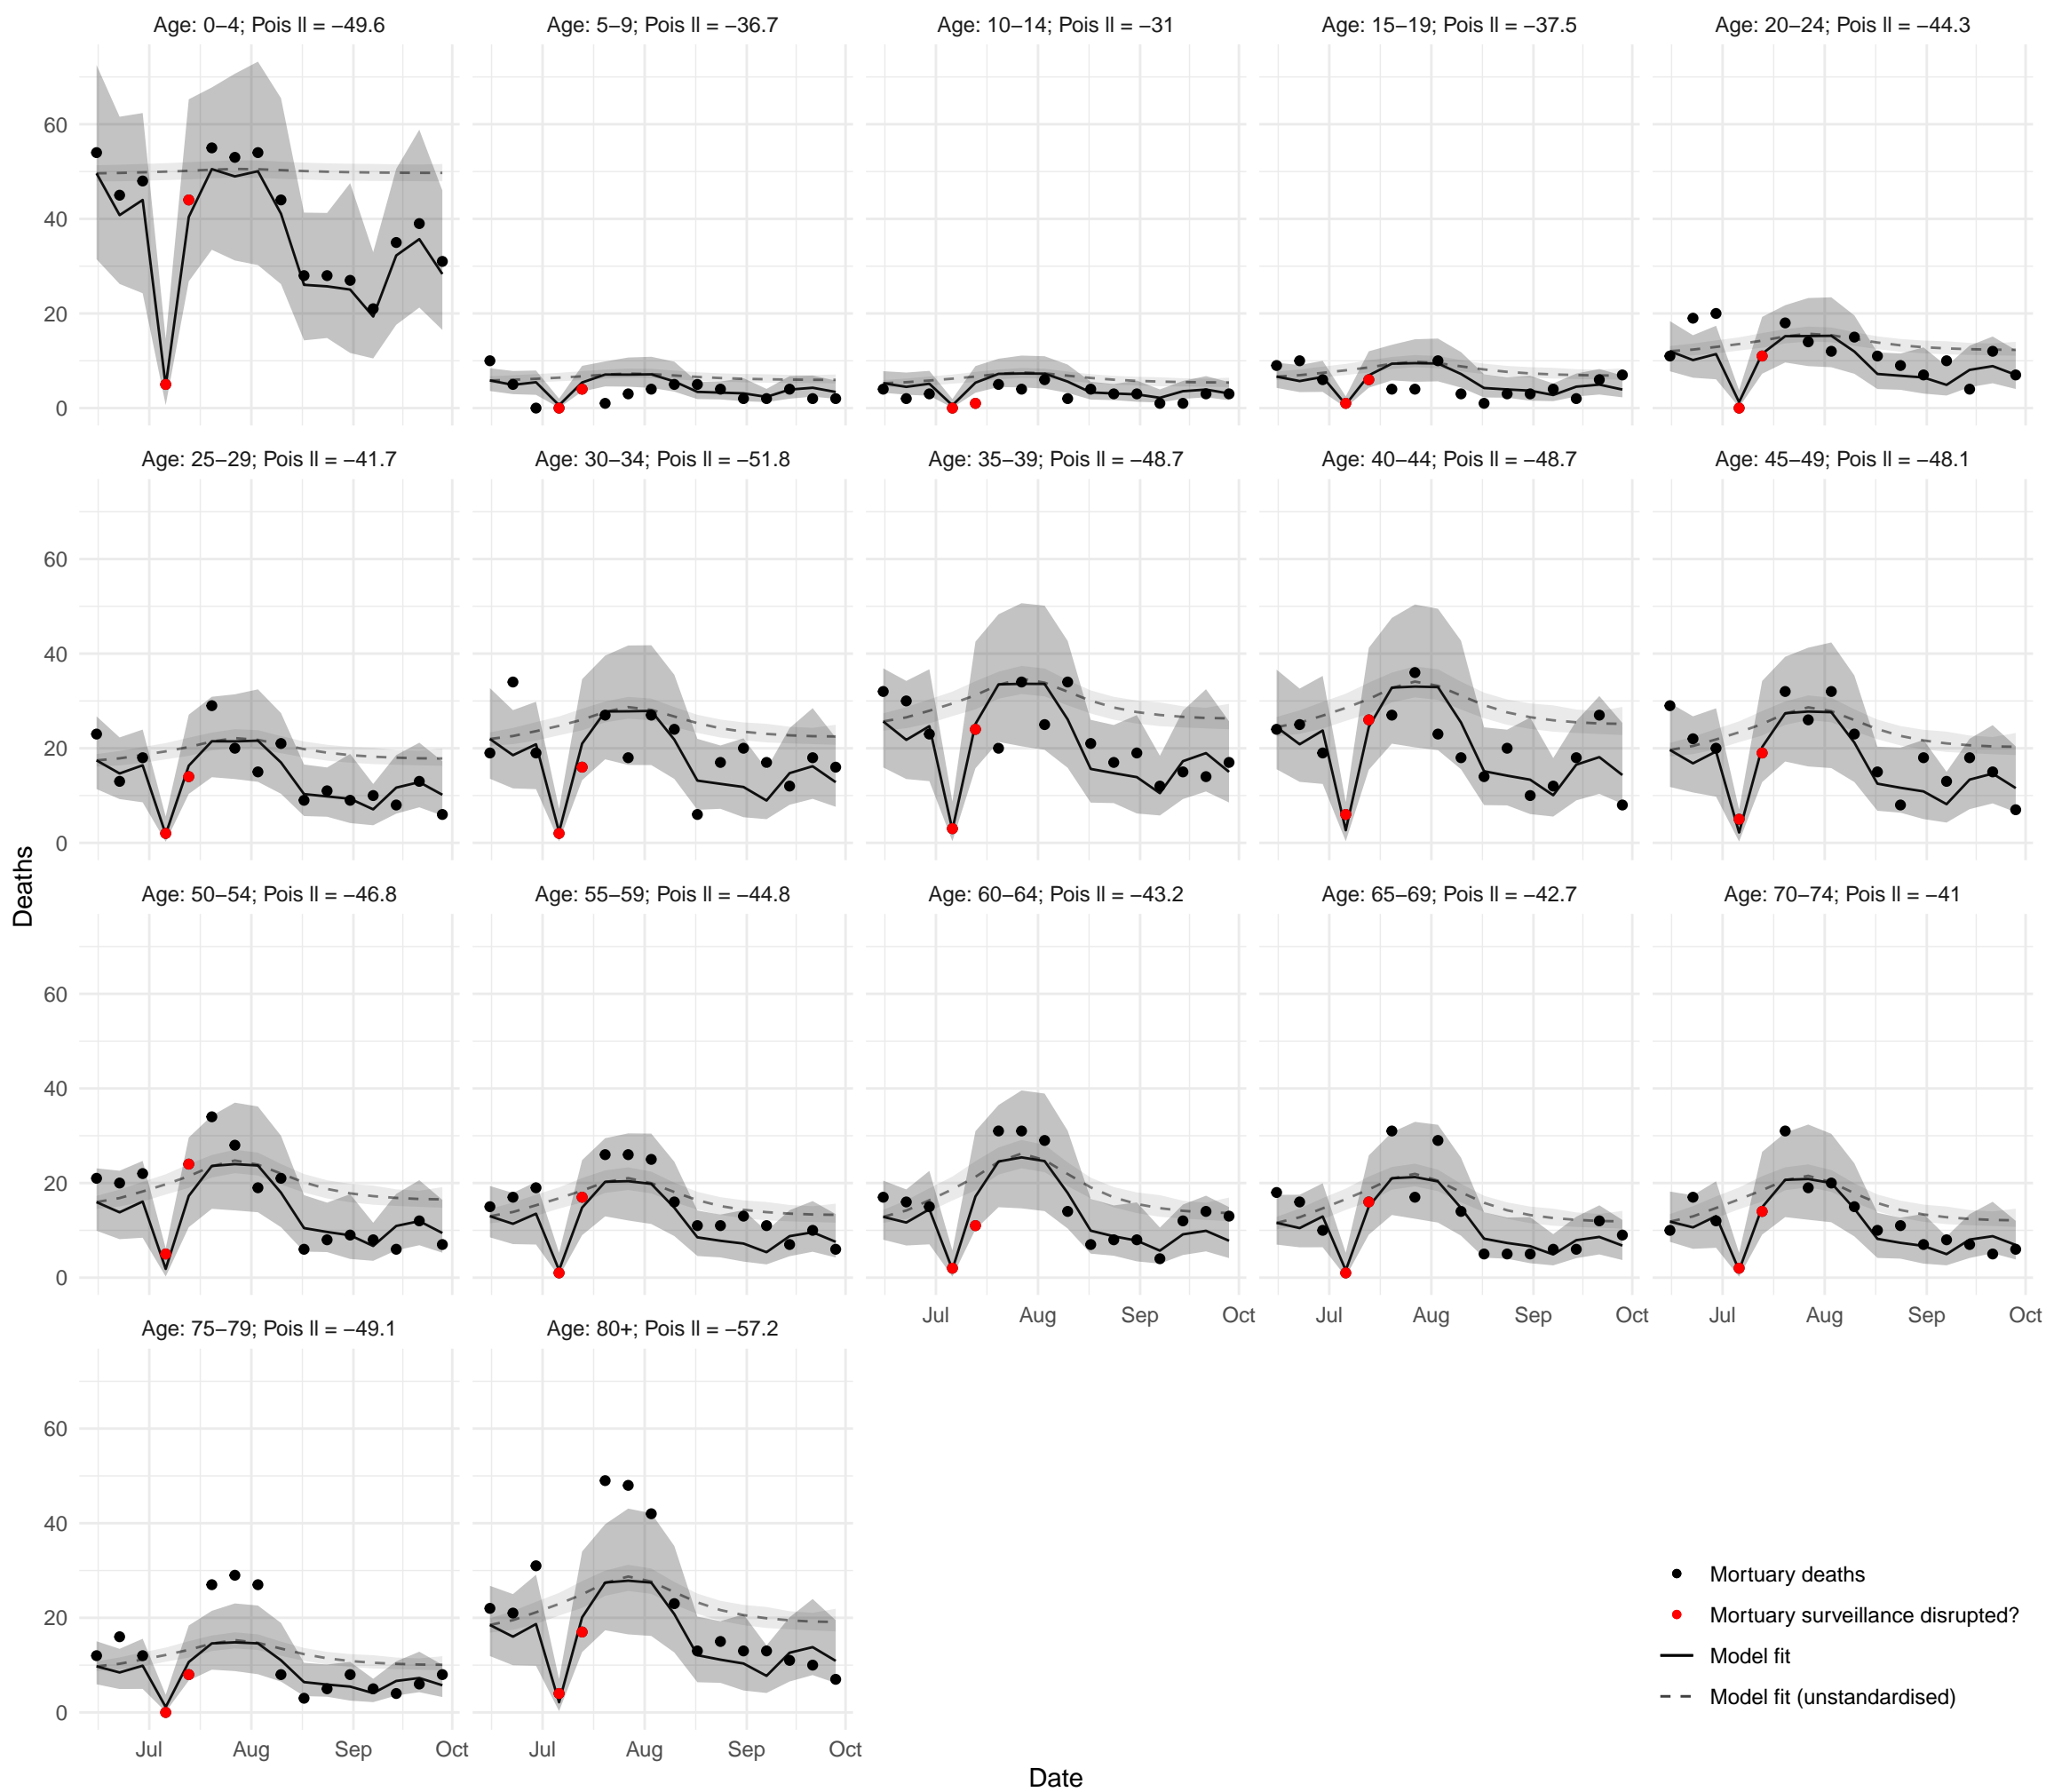 Age: 0−4; Pois ll = −49.6
Age: 5−9; Pois ll = −36.7
Age: 10−14; Pois ll = −31
Age: 15−19; Pois ll = −37.5
Age: 20−24; Pois ll = −44.3
60
40
20
0
Age: 25−29; Pois ll = −41.7
Age: 30−34; Pois ll = −51.8
Age: 35−39; Pois ll = −48.7
Age: 40−44; Pois ll = −48.7
Age: 45−49; Pois ll = −48.1
60
40
20
0
Deaths
Age: 50−54; Pois ll = −46.8
Age: 55−59; Pois ll = −44.8
Age: 60−64; Pois ll = −43.2
Age: 65−69; Pois ll = −42.7
Age: 70−74; Pois ll = −41
60
40
20
0
Jul Aug Sep Oct
Jul Aug Sep Oct
Jul Aug Sep Oct
Age: 75−79; Pois ll = −49.1
Age: 80+; Pois ll = −57.2
60
40
20
0
Jul Aug Sep Oct
Jul Aug Sep Oct
Mortuary deaths
Mortuary surveillance disrupted?
Model fit
Model fit (unstandardised)
Date